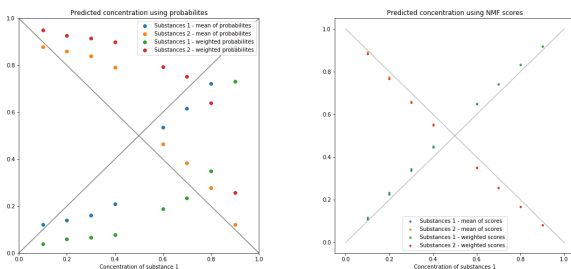 Predicted concentration using probabilites
Substances 1 - mean of probabilites
Substances 2 - mean of probabilites
Substances 1 - weighted probabilites
Substances 2 - weighted probabilites
1.0
0.8
0.6
0.4
0.2
0.0
0.0 0.2 0.4 0.6 0.8 1.0
Concentration of substance 1
Predicted concentration using NMF scores
1.0
0.8
0.6
0.4
0.2
0.0
Substances 1 - mean of scores
Substances 2 - mean of scores
Substances 1 - weighted scores
Substances 2 - weighted scores
0.0 0.2 0.4 0.6 0.8 1.0
Concentration of substance 1